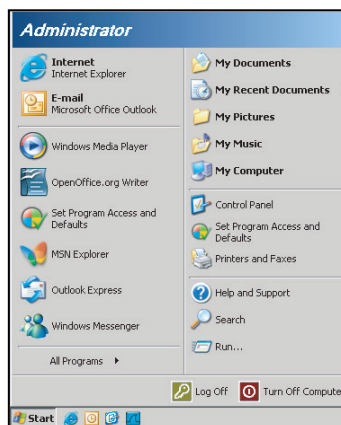 Administrator
Internet
Internet Explorer
E-mail
Microsoft Office Outlook
Windows Media Player
OpenOffice.org Writer
Set Program Access and
Defaults
MSN Explorer
Outlook Express
Windows Messenger
All Programs
My Documents
My Recent Documents
My Pictures
My Music
My Computer
Control Panel
Set Program Access and
Defaults
Printers and Faxes
Help and Support
Search
Run...
Log Off
Turn Off Compute
Start